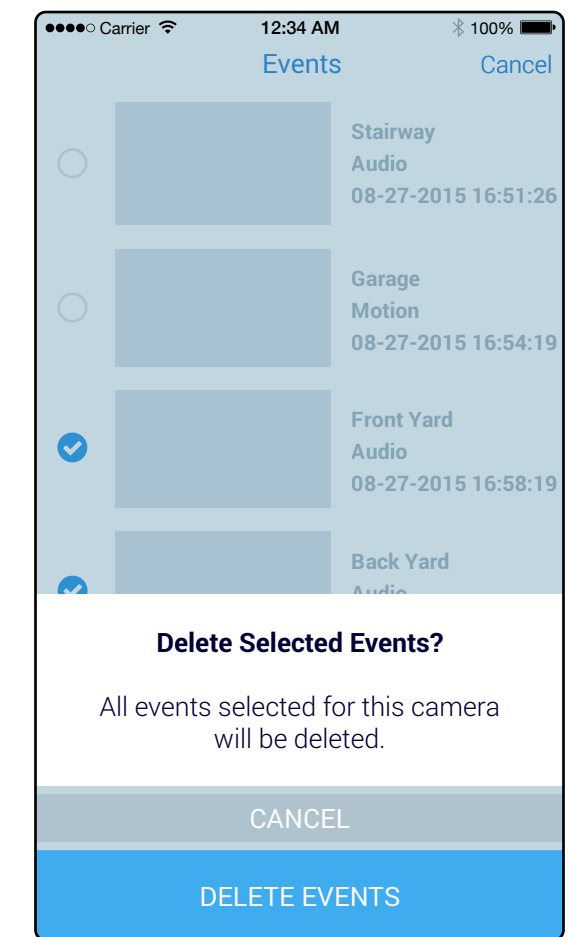 Carrier 12:34 AM 100%
Events Cancel
Stairway
Audio
08-27-2015 16:51:26
Garage
Motion
08-27-2015 16:54:19
Front Yard
Audio
08-27-2015 16:58:19
Back Yard
Audio
Delete Selected Events?
All events selected for this camera
will be deleted.
CANCEL
DELETE EVENTS